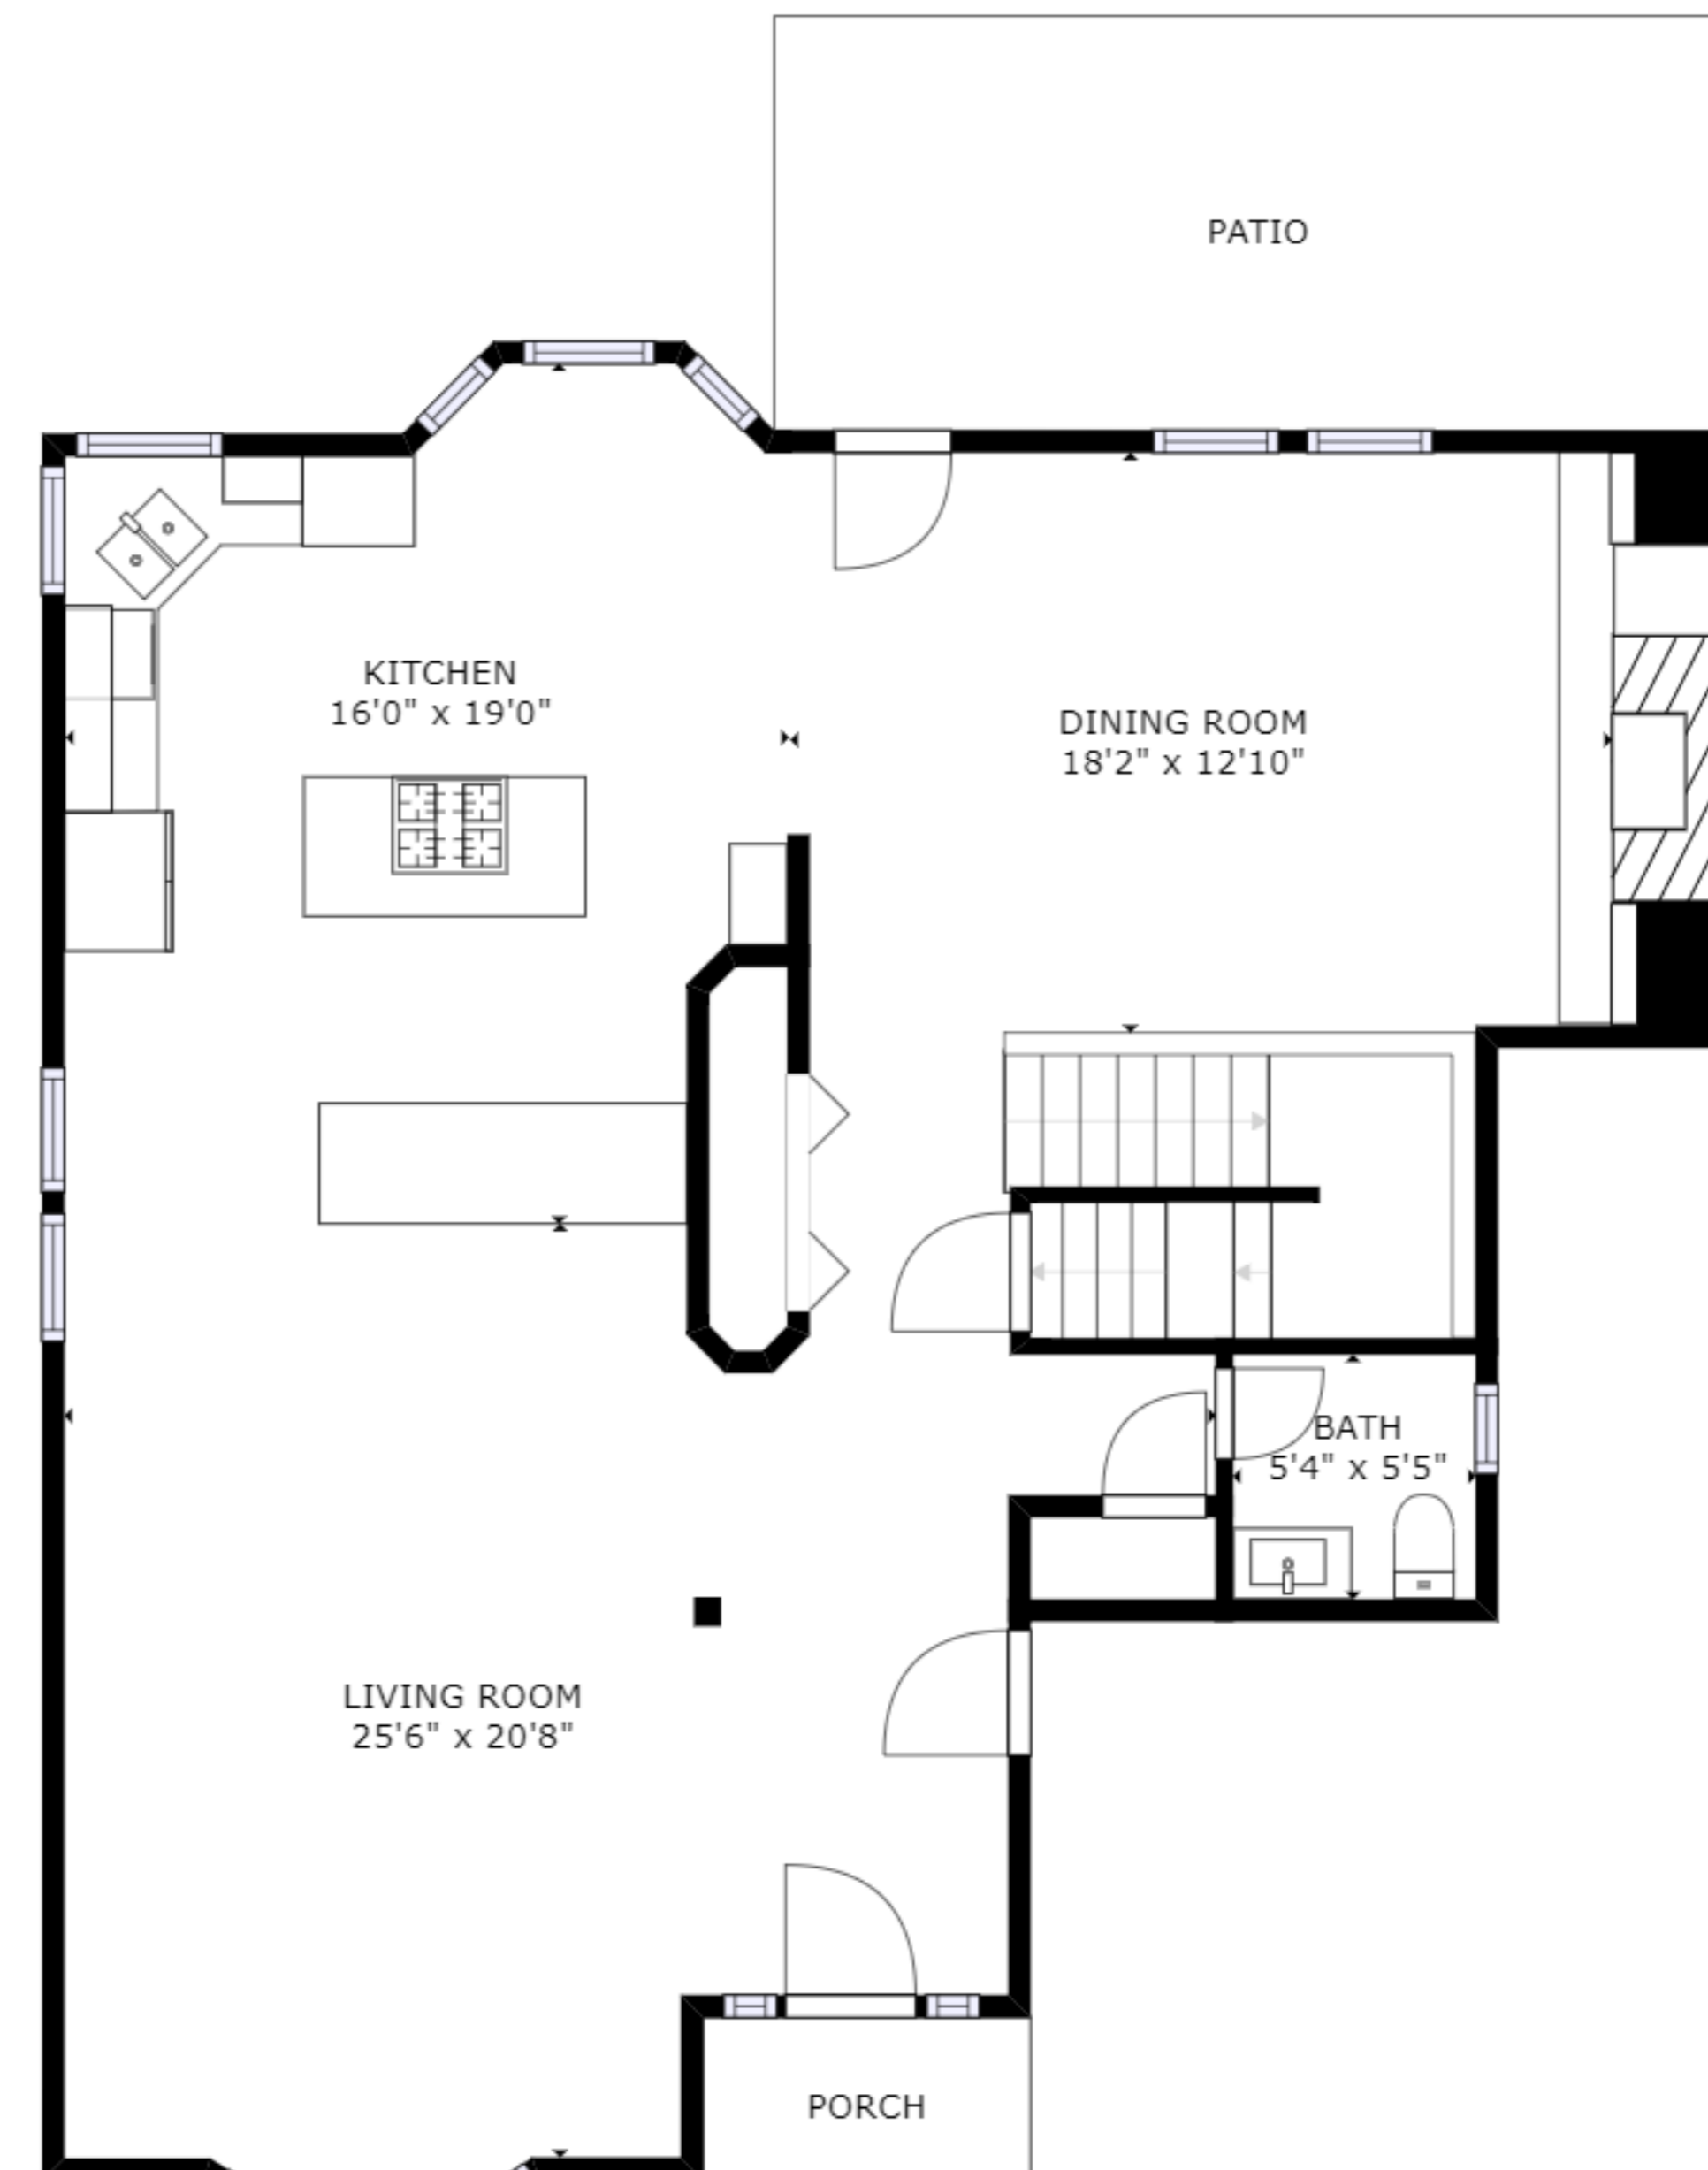 PATIO
KITCHEN
16'0" x 19'0"
DINING ROOM
18'2" x 12'10"
BATH
5'4" x 5'5"
LIVING ROOM
25'6" x 20'8"
PORCH